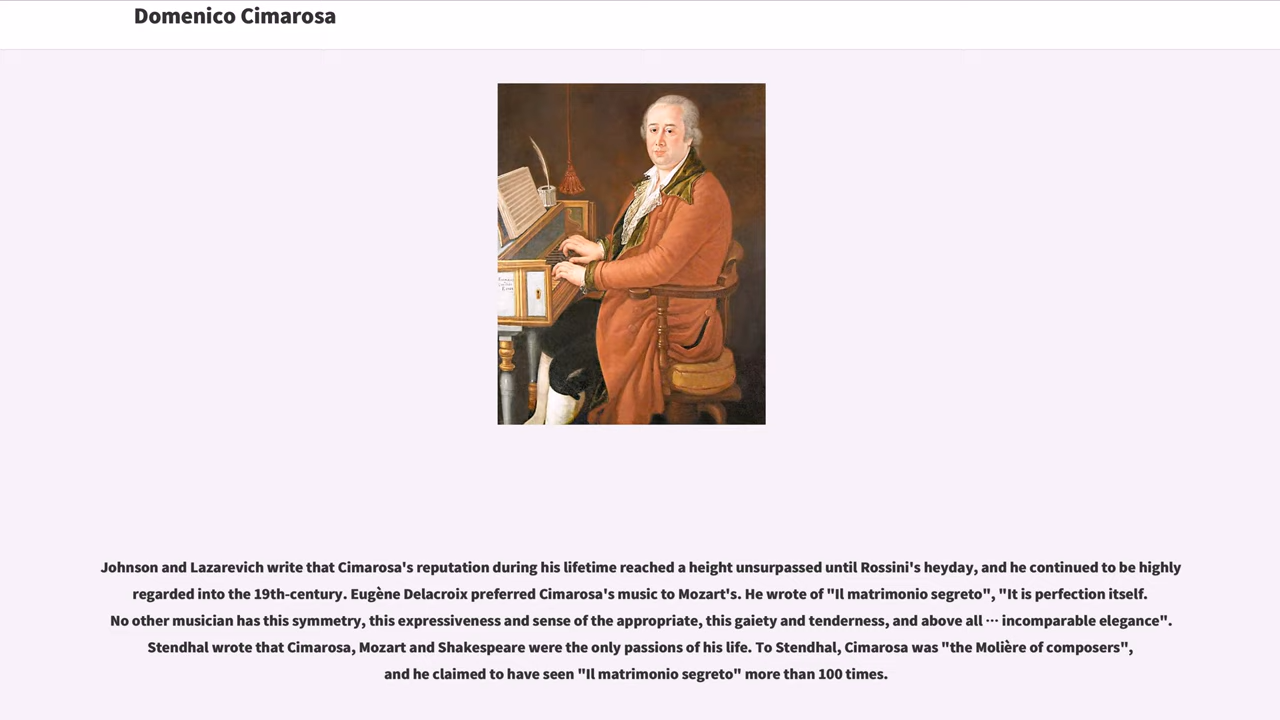 Domenico Cimarosa
Johnson and Lazarevich write that Cimarosa's reputation during his lifetime reached a height unsurpassed until Rossini's heyday, and he continued to be highly
regarded into the 19th-century. Eugène Delacroix preferred Cimarosa's music to Mozart's. He wrote of "Il matrimonio segreto", "It is perfection itself.
No other musician has this symmetry, this expressiveness and sense of the appropriate, this gaiety and tenderness, and above all ··· incomparable elegance".
Stendhal wrote that Cimarosa, Mozart and Shakespeare were the only passions of his life. To Stendhal, Cimarosa was "the Molière of composers",
and he claimed to have seen "Il matrimonio segreto" more than 100 times.